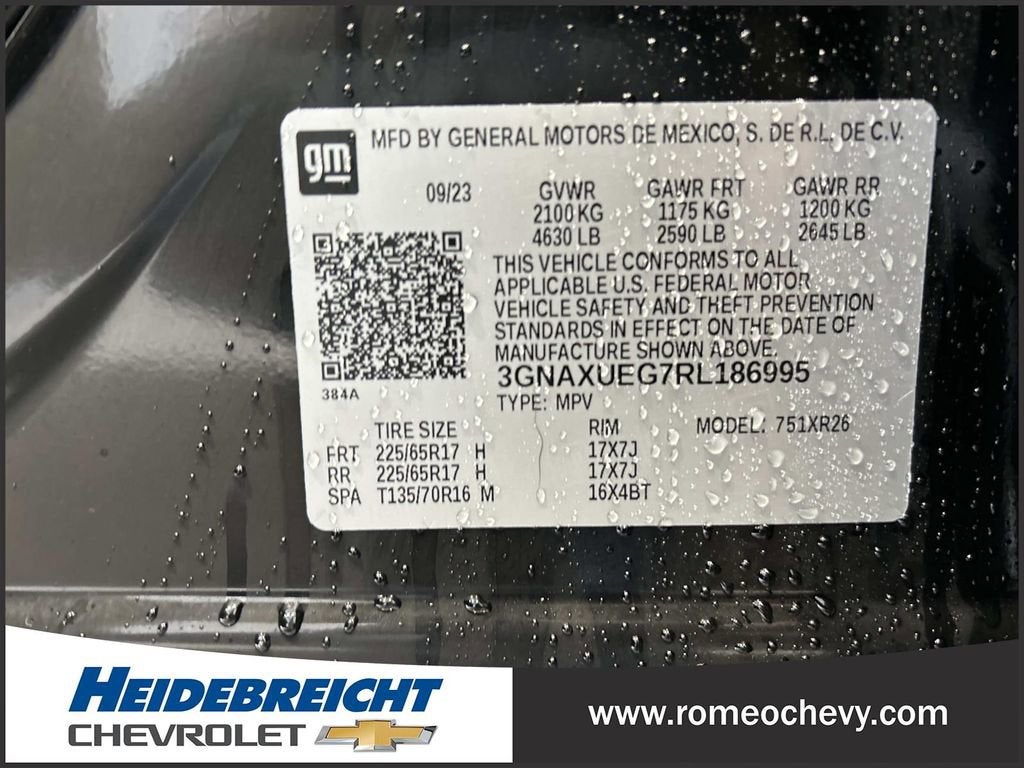 gm
MFD BY GENERAL MOTORS DE MEXICO, S. DE R.L. DE C.V.
09/23 GVWR GAWR FRT GAWR RR
2100 KG 1175 KG 1200 KG
4630 LB 2590 LB 2645 LB
THIS VEHICLE CONFORMS TO ALL
APPLICABLE U.S. FEDERAL MOTOR
VEHICLE SAFETY AND THEFT PREVENTION
STANDARDS IN EFFECT ON THE DATE OF
MANUFACTURE SHOWN ABOVE.
3GNAXUEG7RL186995
384A
TYPE: MPV
TIRE SIZE RIM MODEL: 751XR26
FRT 225/65R17 H 17X7J
RR 225/65R17 H 17X7J
SPA T135/70R16 M 16X4BT
HEIDEBREICHT
CHEVROLET
www.romeochevy.com